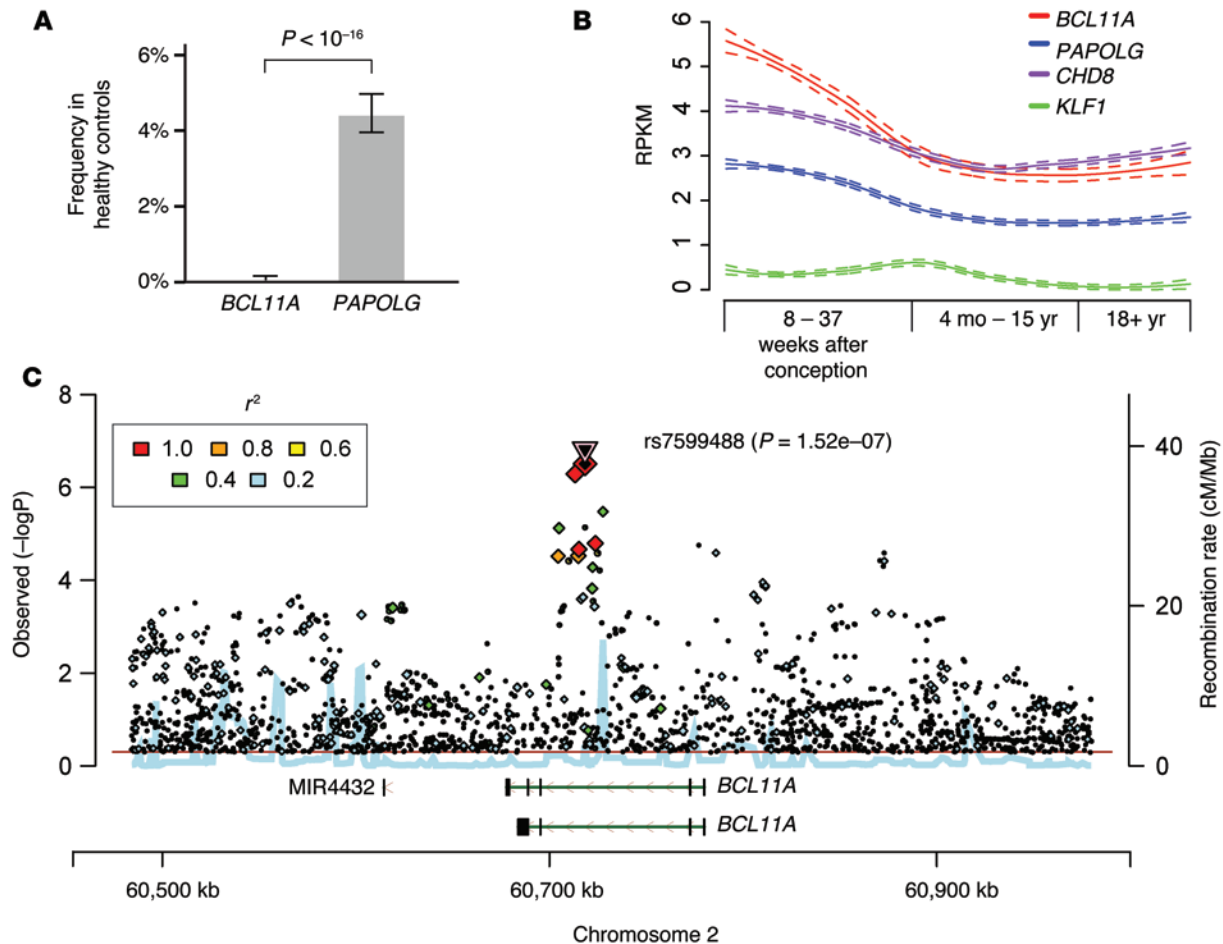 A
P < 10⁻¹⁶
Frequency in
healthy controls
6%
4%
2%
0%
BCL11A PAPOLG
B
RPKM
6
5
4
3
2
1
0
BCL11A
PAPOLG
CHD8
KLF1
8 – 37
weeks after
conception
4 mo – 15 yr
18+ yr
C
Observed (–logP)
8
6
4
2
0
r²
1.0 0.8 0.6
0.4 0.2
rs7599488 (P = 1.52e–07)
40
20
0
Recombination rate (cM/Mb)
MIR4432
BCL11A
BCL11A
60,500 kb 60,700 kb 60,900 kb
Chromosome 2